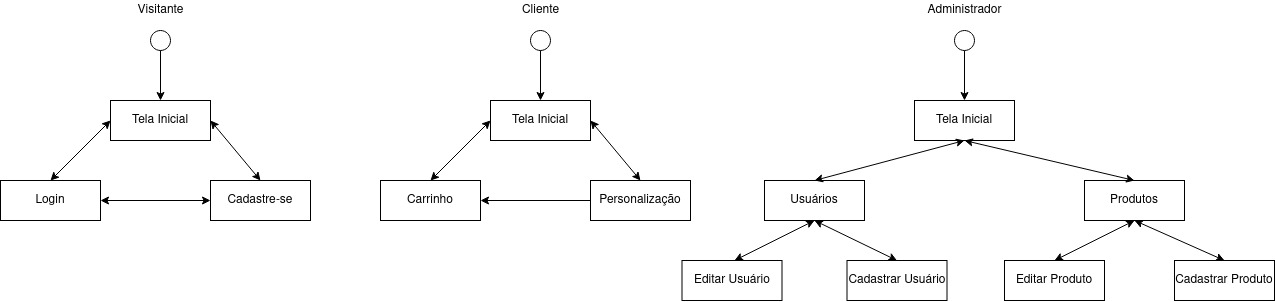 Visitante
Cliente
Administrador
Tela Inicial
Tela Inicial
Tela Inicial
Login
Cadastre-se
Carrinho
Personalização
Usuários
Produtos
Editar Usuário
Cadastrar Usuário
Editar Produto
Cadastrar Produto